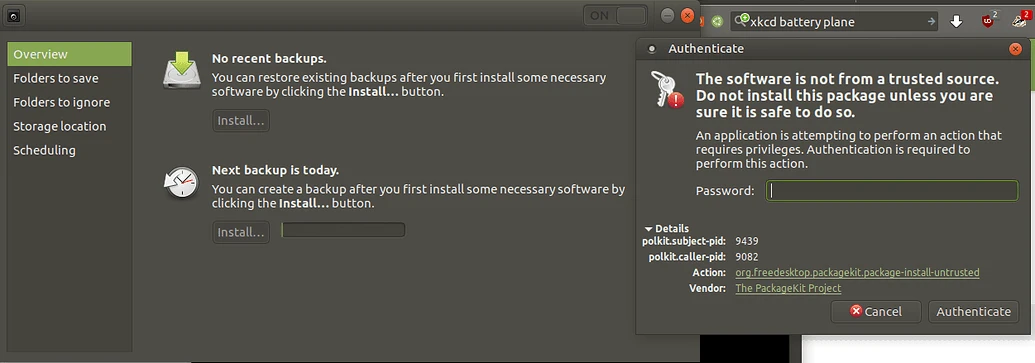 ON
xkcd battery plane
2
2
Overview
Folders to save
Folders to ignore
Storage location
Scheduling
No recent backups.
You can restore existing backups after you first install some necessary
software by clicking the Install... button.
Install...
Next backup is today.
You can create a backup after you first install some necessary software by
clicking the Install... button.
Install...
Authenticate
The software is not from a trusted source.
Do not install this package unless you are
sure it is safe to do so.
An application is attempting to perform an action that
requires privileges. Authentication is required to
perform this action.
Password:
Details
polkit.subject-pid: 9439
polkit.caller-pid: 9082
Action: org.freedesktop.packagekit.package-install-untrusted
Vendor: The PackageKit Project
Cancel
Authenticate